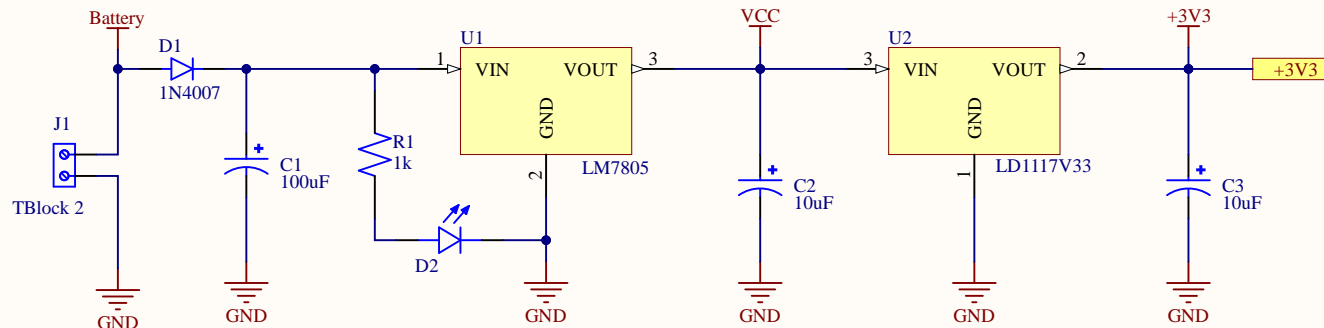 Battery
VCC
+3V3
D1
U1
U2
1
VIN
VOUT
3
3
VIN
VOUT
2
+3V3
1N4007
GND
GND
J1
R1
1k
C1
100uF
2
LM7805
1
LD1117V33
C2
10uF
C3
10uF
TBlock 2
D2
GND
GND
GND
GND
GND
GND